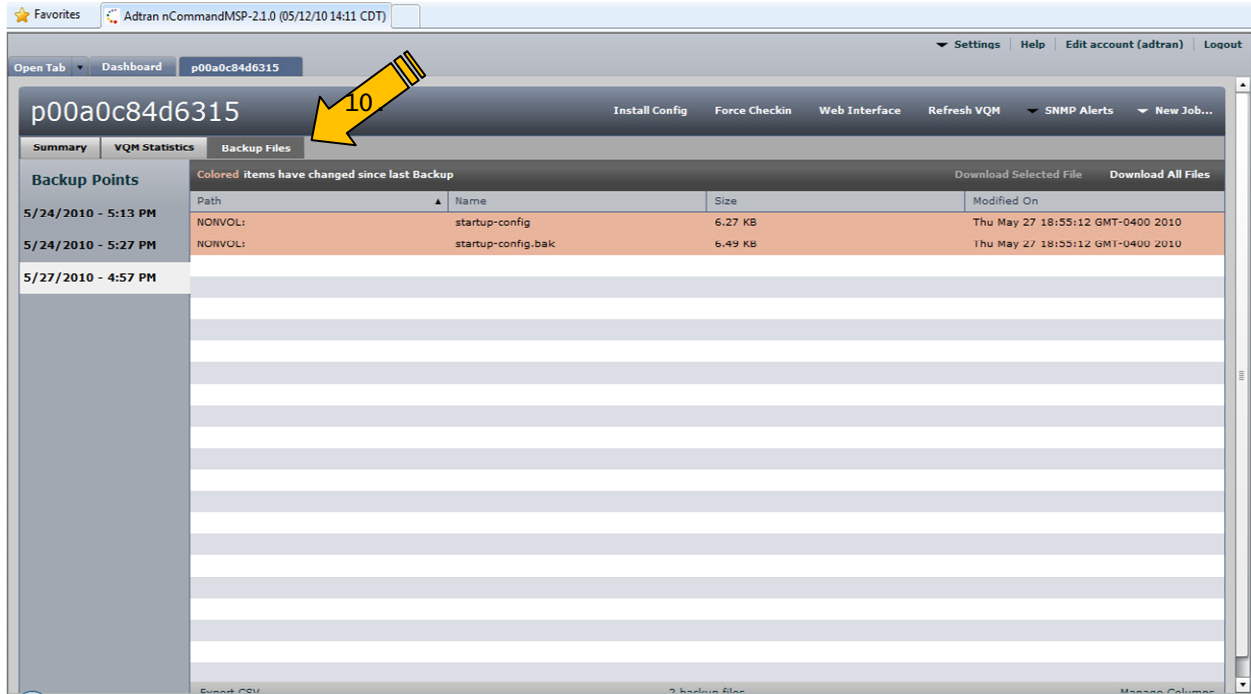 Favorites Adtran nCommandMSP-2.1.0 (05/12/10 14:11 CDT)
Settings Help Edit account (adtran) Logout
Open Tab Dashboard p00a0c84d6315
10.
p00a0c84d6315 Install Config Force Checkin Web Interface Refresh VQM SNMP Alerts New Job...
Summary VQM Statistics Backup Files
Backup Points
5/24/2010 - 5:13 PM
5/24/2010 - 5:27 PM
5/27/2010 - 4:57 PM
Colored items have changed since last Backup Download Selected File Download All Files
Path Name Size Modified On
NONVOL: startup-config 6.27 KB Thu May 27 18:55:12 GMT-0400 2010
NONVOL: startup-config.bak 6.49 KB Thu May 27 18:55:12 GMT-0400 2010
Export CSV 2 backup files Manage Columns